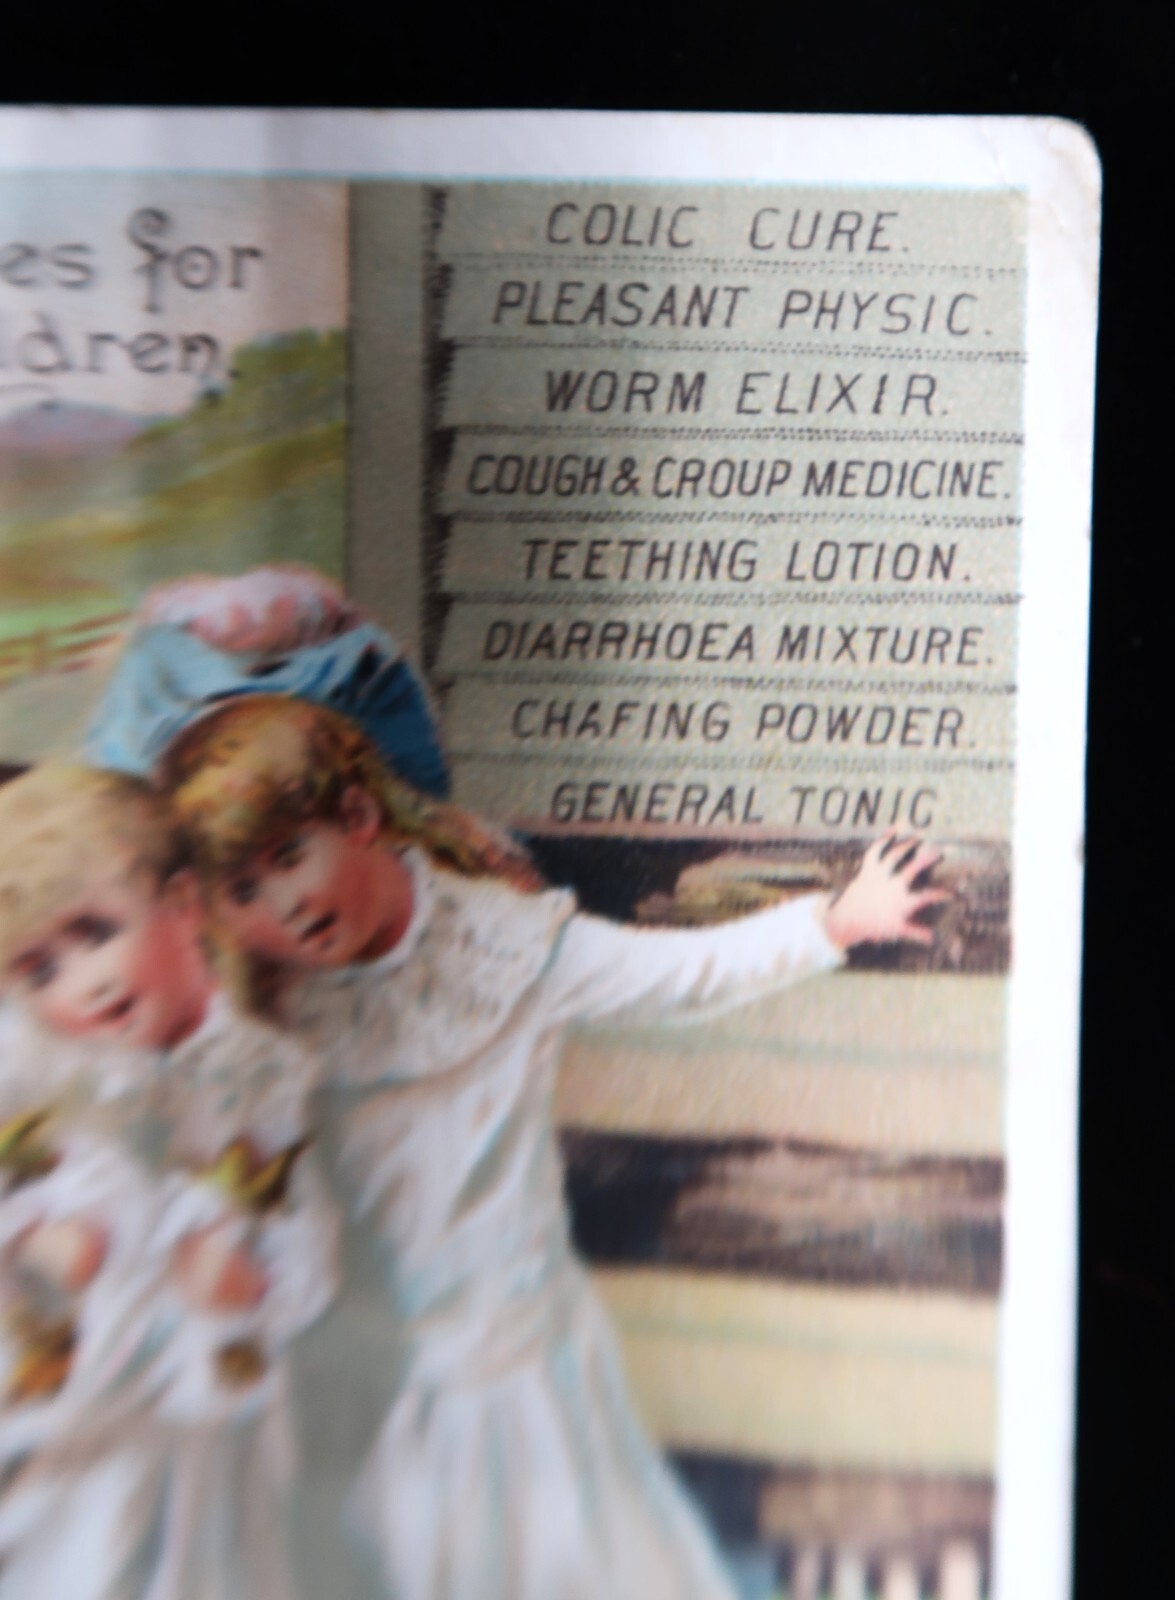 es for
ldren.
COLIC CURE.
PLEASANT PHYSIC.
WORM ELIXIR.
COUGH & CROUP MEDICINE.
TEETHING LOTION.
DIARRHOEA MIXTURE.
CHAFING POWDER.
GENERAL TONIC.